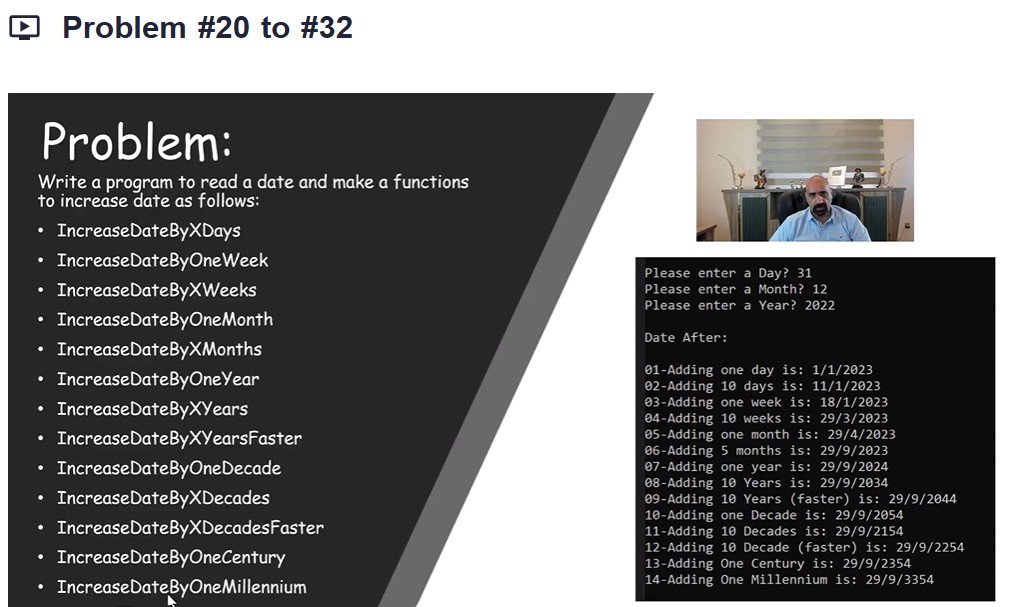 Problem #20 to #32
Problem:
Write a program to read a date and make a functions
to increase date as follows:
• IncreaseDateByXDays
• IncreaseDateByOneWeek
• IncreaseDateByXWeeks
• IncreaseDateByOneMonth
• IncreaseDateByXMonths
• IncreaseDateByOneYear
• IncreaseDateByXYears
• IncreaseDateByXYearsFaster
• IncreaseDateByOneDecade
• IncreaseDateByXDecades
• IncreaseDateByXDecadesFaster
• IncreaseDateByOneCentury
• IncreaseDateByOneMillennium
Please enter a Day? 31
Please enter a Month? 12
Please enter a Year? 2022
Date After:
01-Adding one day is: 1/1/2023
02-Adding 10 days is: 11/1/2023
03-Adding one week is: 18/1/2023
04-Adding 10 weeks is: 29/3/2023
05-Adding one month is: 29/4/2023
06-Adding 5 months is: 29/9/2023
07-Adding one year is: 29/9/2024
08-Adding 10 Years is: 29/9/2034
09-Adding 10 Years (faster) is: 29/9/2044
10-Adding one Decade is: 29/9/2054
11-Adding 10 Decades is: 29/9/2154
12-Adding 10 Decade (faster) is: 29/9/2254
13-Adding One Century is: 29/9/2354
14-Adding One Millennium is: 29/9/3354